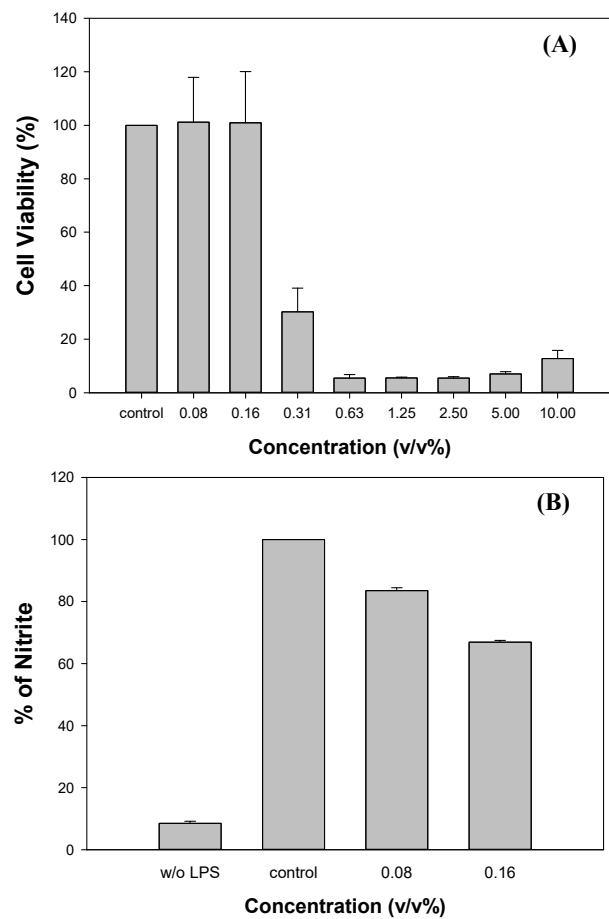 (A)
Cell Viability (%)
140
120
100
80
60
40
20
0
control 0.08 0.16 0.31 0.63 1.25 2.50 5.00 10.00
Concentration (v/v%)
(B)
% of Nitrite
120
100
80
60
40
20
0
w/o LPS control 0.08 0.16
Concentration (v/v%)